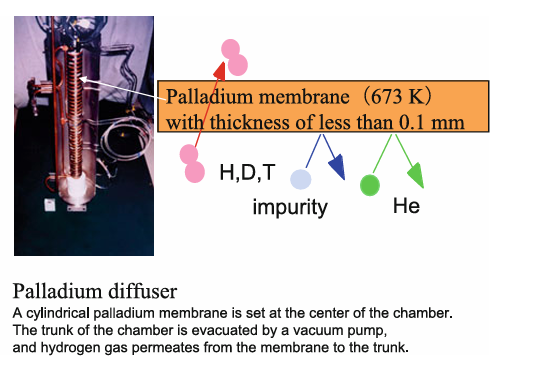 Palladium membrane（673 K）
with thickness of less than 0.1 mm
H,D,T
impurity
He
Palladium diffuser
A cylindrical palladium membrane is set at the center of the chamber.
The trunk of the chamber is evacuated by a vacuum pump,
and hydrogen gas permeates from the membrane to the trunk.